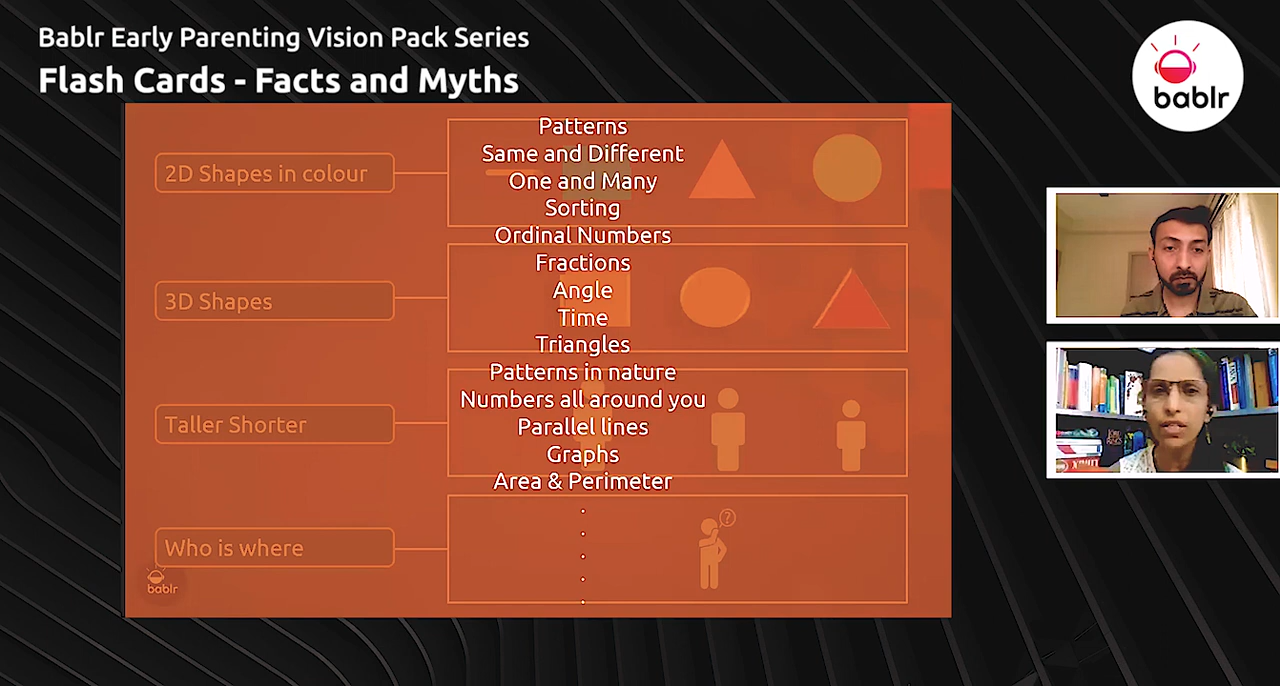 Bablr Early Parenting Vision Pack Series
Flash Cards - Facts and Myths
bablr
2D Shapes in colour
3D Shapes
Taller Shorter
Who is where
Patterns
Same and Different
One and Many
Sorting
Ordinal Numbers
Fractions
Angle
Time
Triangles
Patterns in nature
Numbers all around you
Parallel lines
Graphs
Area & Perimeter
.
.
.
.
.
?
bablr